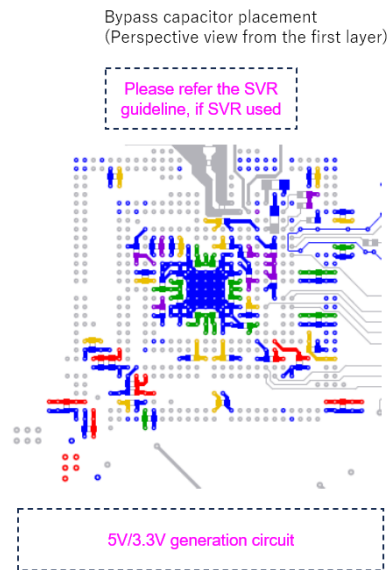 Bypass capacitor placement
(Perspective view from the first layer)
Please refer the SVR
guideline, if SVR used
5V/3.3V generation circuit